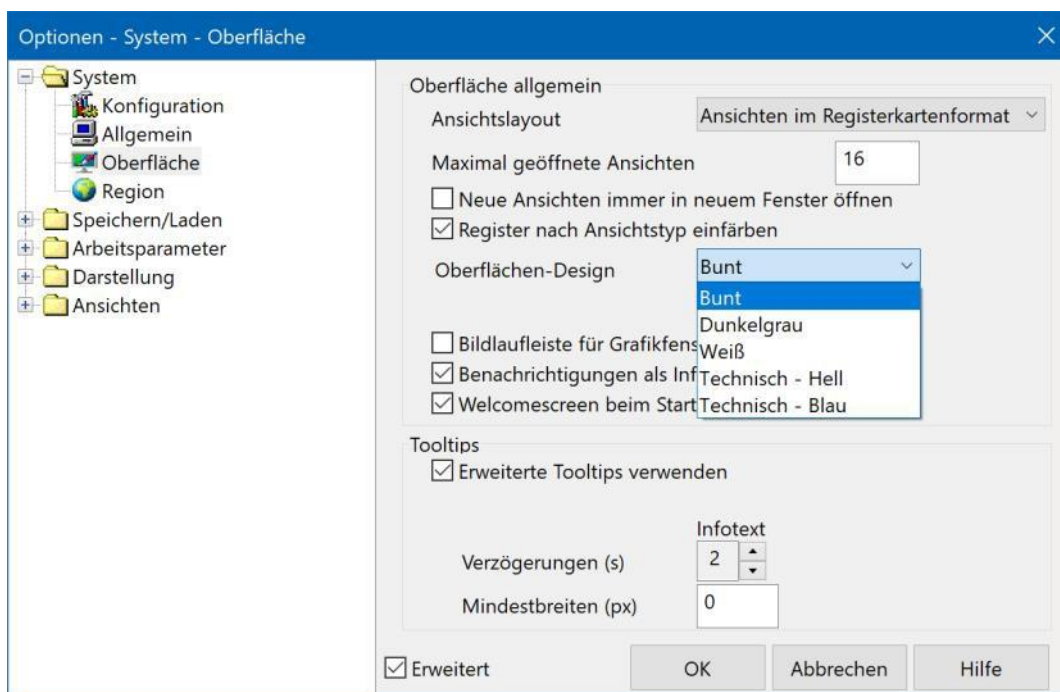 Optionen - System - Oberfläche
System
Konfiguration
Allgemein
Oberfläche
Region
Speichern/Laden
Arbeitsparameter
Darstellung
Ansichten
Oberfläche allgemein
Ansichtslayout
Ansichten im Registerkartenformat
Maximal geöffnete Ansichten
16
Neue Ansichten immer in neuem Fenster öffnen
Register nach Ansichtstyp einfärben
Oberflächen-Design
Bunt
Bunt
Dunkelgrau
Weiß
Technisch - Hell
Technisch - Blau
Bildlaufleiste für Grafikfens
Benachrichtigungen als Inf
Welcomescreen beim Start
Tooltips
Erweiterte Tooltips verwenden
Infotext
Verzögerungen (s)
2
Mindestbreiten (px)
0
Erweitert
OK
Abbrechen
Hilfe